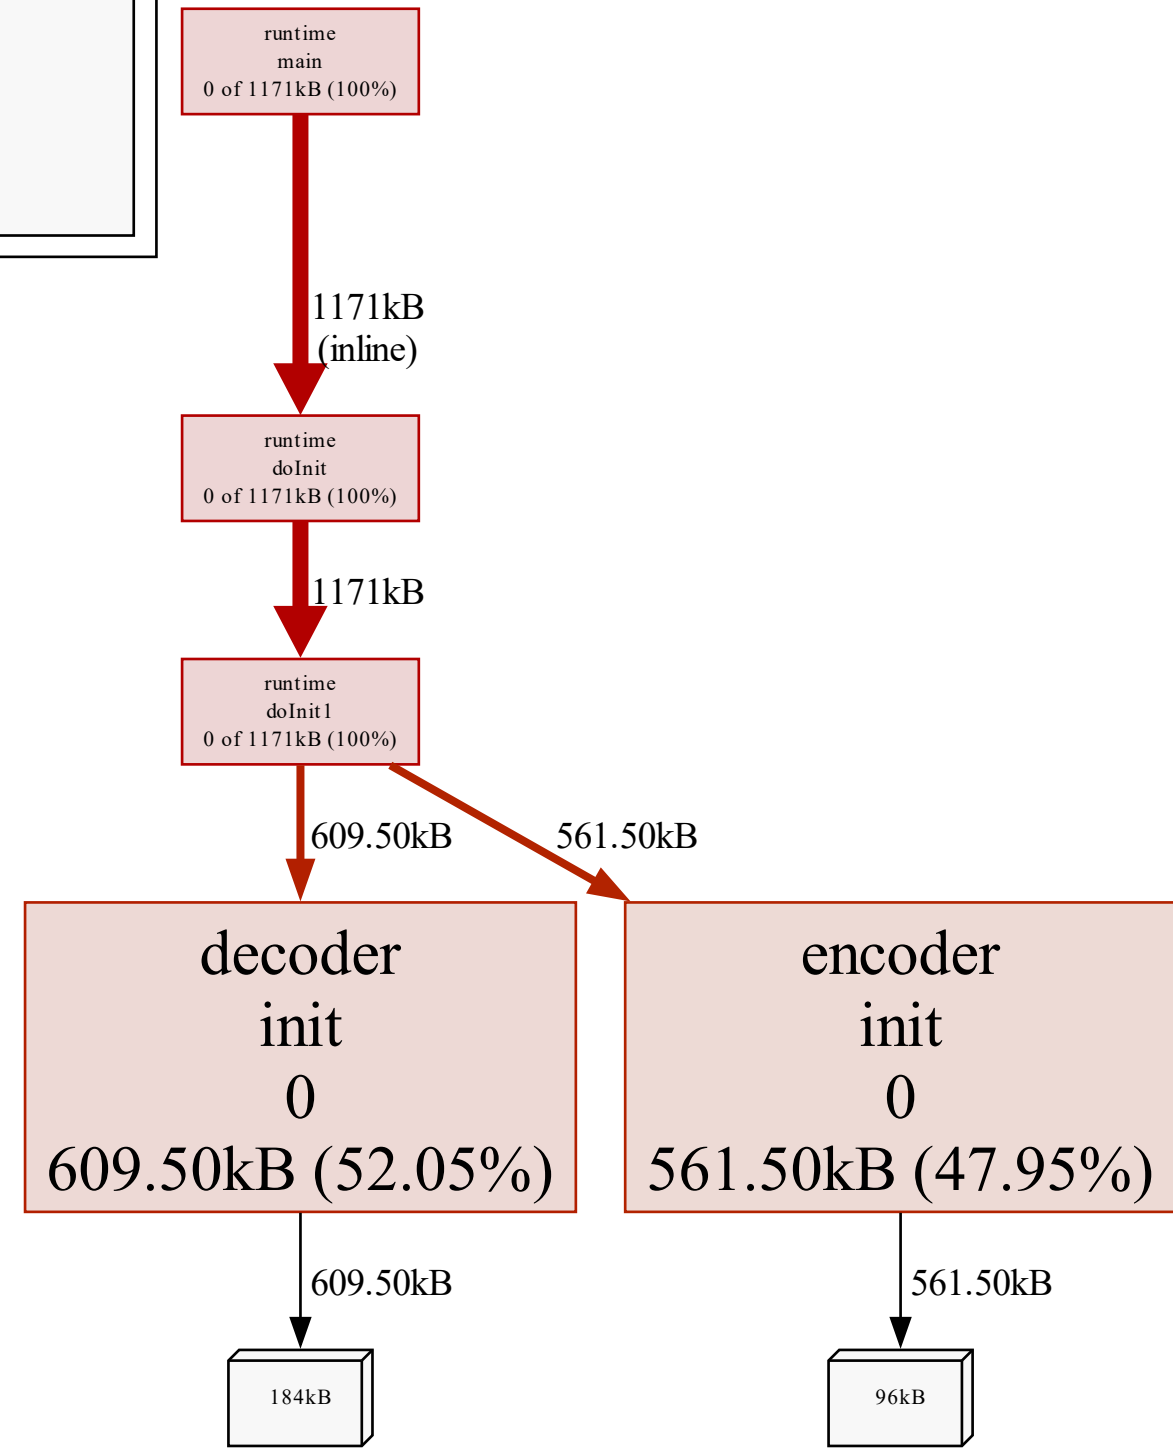 runtime
main
0 of 1171kB (100%)
1171kB
(inline)
runtime
doInit
0 of 1171kB (100%)
1171kB
runtime
doInit1
0 of 1171kB (100%)
609.50kB
561.50kB
decoder
init
0
609.50kB (52.05%)
encoder
init
0
561.50kB (47.95%)
609.50kB
561.50kB
184kB
96kB